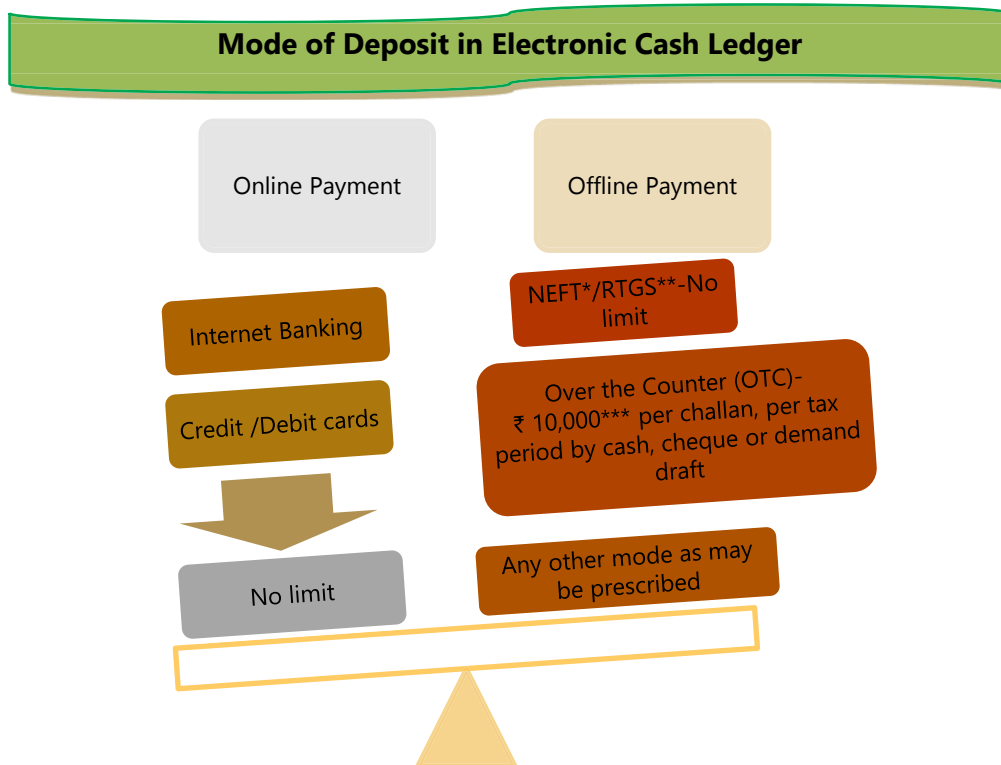 Mode of Deposit in Electronic Cash Ledger
Online Payment
Internet Banking
Credit /Debit cards
No limit
Offline Payment
NEFT*/RTGS**-No
limit
Over the Counter (OTC)-
₹ 10,000*** per challan, per tax
period by cash, cheque or demand
draft
Any other mode as may
be prescribed